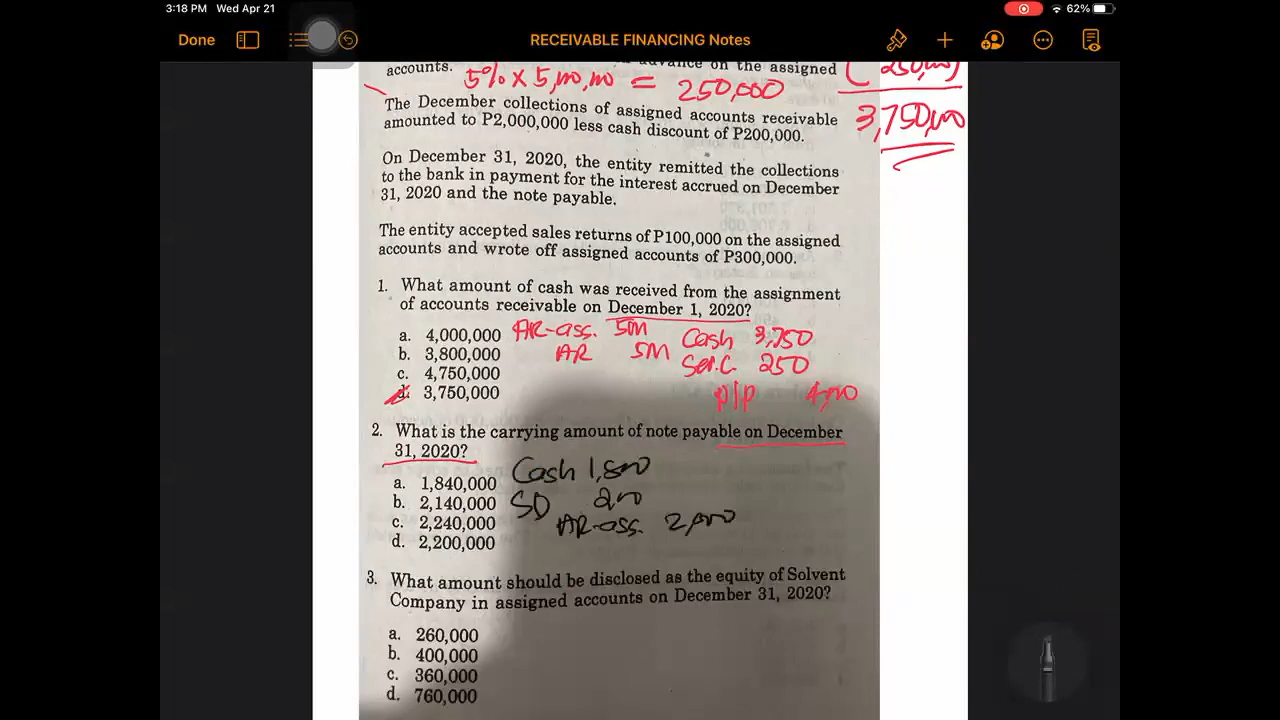 3:18 PM Wed Apr 21
62%
Done
RECEIVABLE FINANCING Notes
advance on the assigned
accounts. 5% x 5,000,000 = 250,000
3,750,000
The December collections of assigned accounts receivable
amounted to P2,000,000 less cash discount of P200,000.
On December 31, 2020, the entity remitted the collections
to the bank in payment for the interest accrued on December
31, 2020 and the note payable.
The entity accepted sales returns of P100,000 on the assigned
accounts and wrote off assigned accounts of P300,000.
1. What amount of cash was received from the assignment
of accounts receivable on December 1, 2020?
a. 4,000,000 AR-ass. 5M Cash 3,750
b. 3,800,000 AR 5M Ser.C. 250
c. 4,750,000
d. 3,750,000 4,000
2. What is the carrying amount of note payable on December
31, 2020?
Cash 1,800
a. 1,840,000
b. 2,140,000 SD 200
c. 2,240,000 AR-ass. 2,000
d. 2,200,000
3. What amount should be disclosed as the equity of Solvent
Company in assigned accounts on December 31, 2020?
a. 260,000
b. 400,000
c. 360,000
d. 760,000